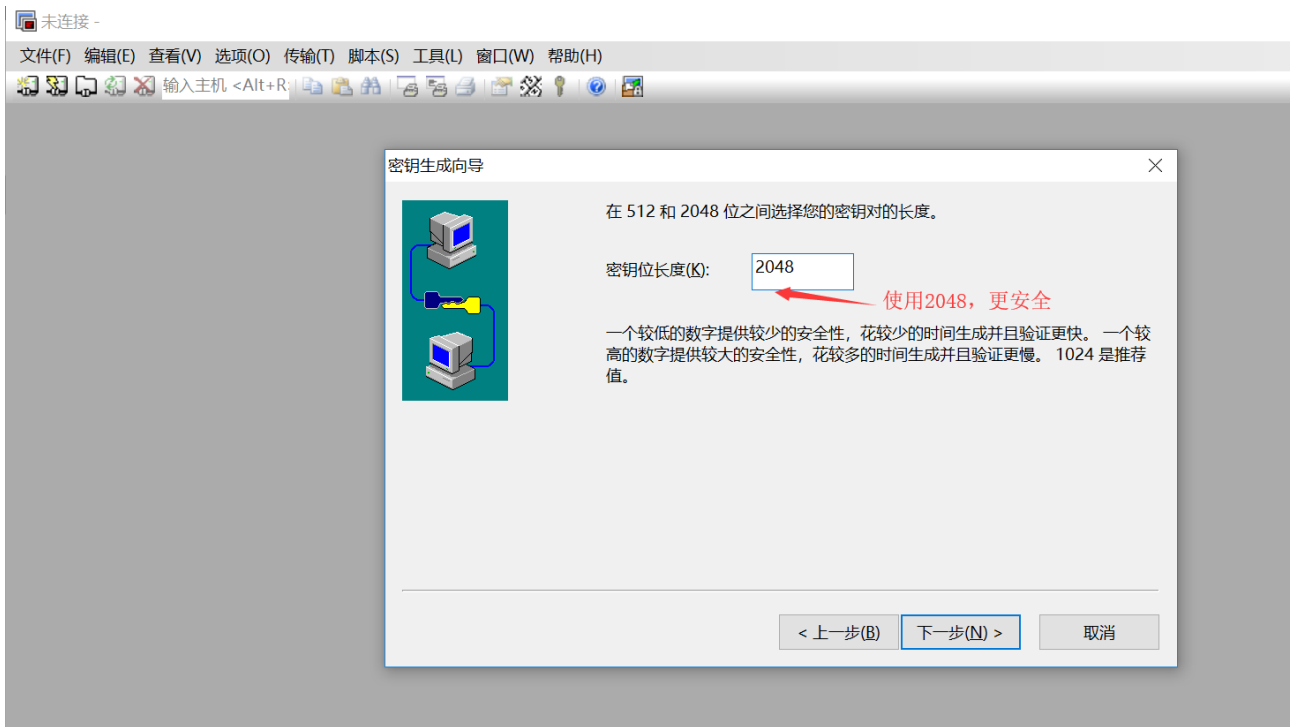 未连接 -
文件(F) 编辑(E) 查看(V) 选项(O) 传输(T) 脚本(S) 工具(L) 窗口(W) 帮助(H)
输入主机 <Alt+R>
密钥生成向导
在 512 和 2048 位之间选择您的密钥对的长度。
密钥位长度(K): 2048
使用2048，更安全
一个较低的数字提供较少的安全性，花较少的时间生成并且验证更快。 一个较
高的数字提供较大的安全性，花较多的时间生成并且验证更慢。 1024 是推荐
值。
< 上一步(B) 下一步(N) > 取消